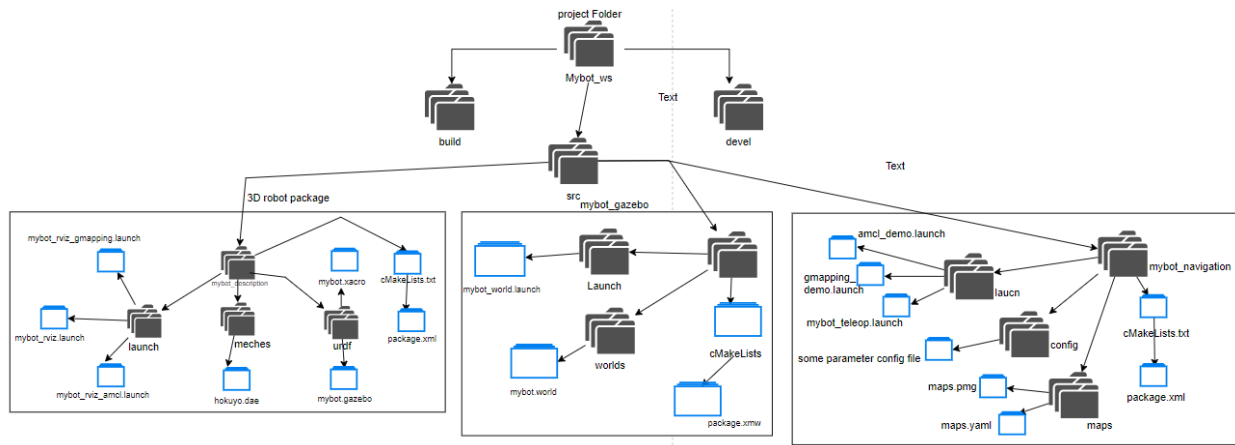 project Folder
Mybot_ws
Text
build
devel
src
Text
3D robot package
mybot_gazebo
mybot_rviz_gmapping.launch
mybot_description
mybot.xacro
cMakeLists.txt
mybot_rviz.launch
launch
meches
urdf
package.xml
mybot_rviz_amcl.launch
hokuyo.dae
mybot.gazebo
mybot_world.launch
Launch
cMakeLists
worlds
mybot.world
package.xmw
amcl_demo.launch
mybot_navigation
gmapping_
demo.launch
laucn
mybot_teleop.launch
cMakeLists.txt
config
some parameter config file
maps.pmg
package.xml
maps.yaml
maps